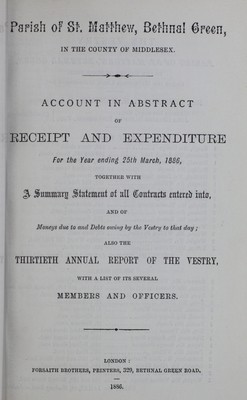 Parish of St. Matthew, Bethnal Green,
IN THE COUNTY OF MIDDLESEX.
ACCOUNT IN ABSTRACT
OF
RECEIPT AND EXPENDITURE
For the Year ending 25th March, 1886,
TOGETHER WITH
A Summary Statement of all Contracts entered into,
AND OF
Moneys due to and Debts owing by the Vestry to that day;
ALSO THE
THIRTIETH ANNUAL REPORT OF THE VESTRY,
WITH A LIST OF ITS SEVERAL
MEMBERS AND OFFICERS.
LONDON:
FORSAITH BROTHERS, PRINTERS, 320, BETHNAL GREEN ROAD.
1886.